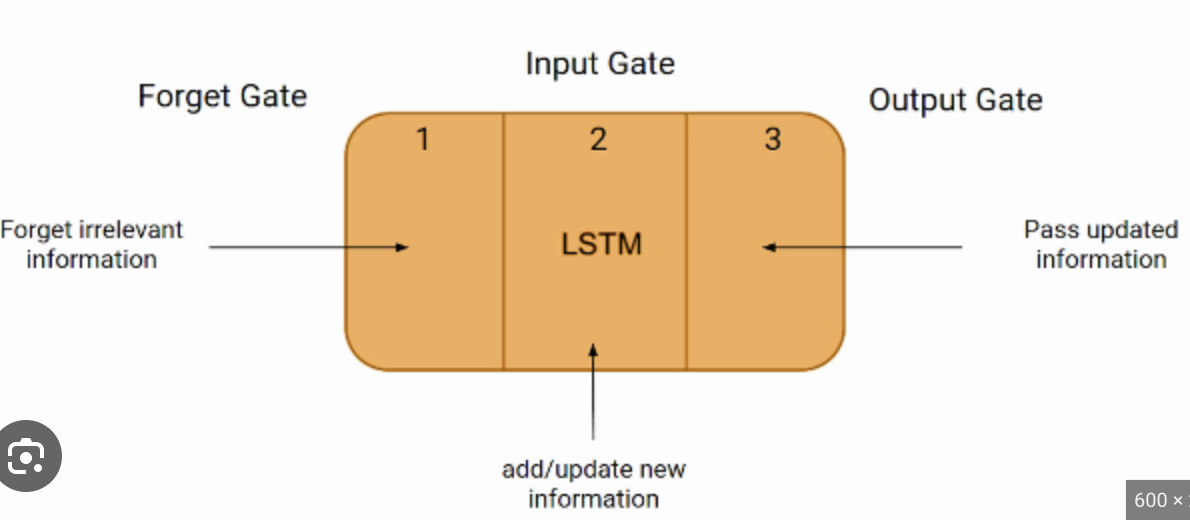 Input Gate
Forget Gate
Output Gate
1
2
3
Forget irrelevant
information
LSTM
Pass updated
information
add/update new
information
600 ×